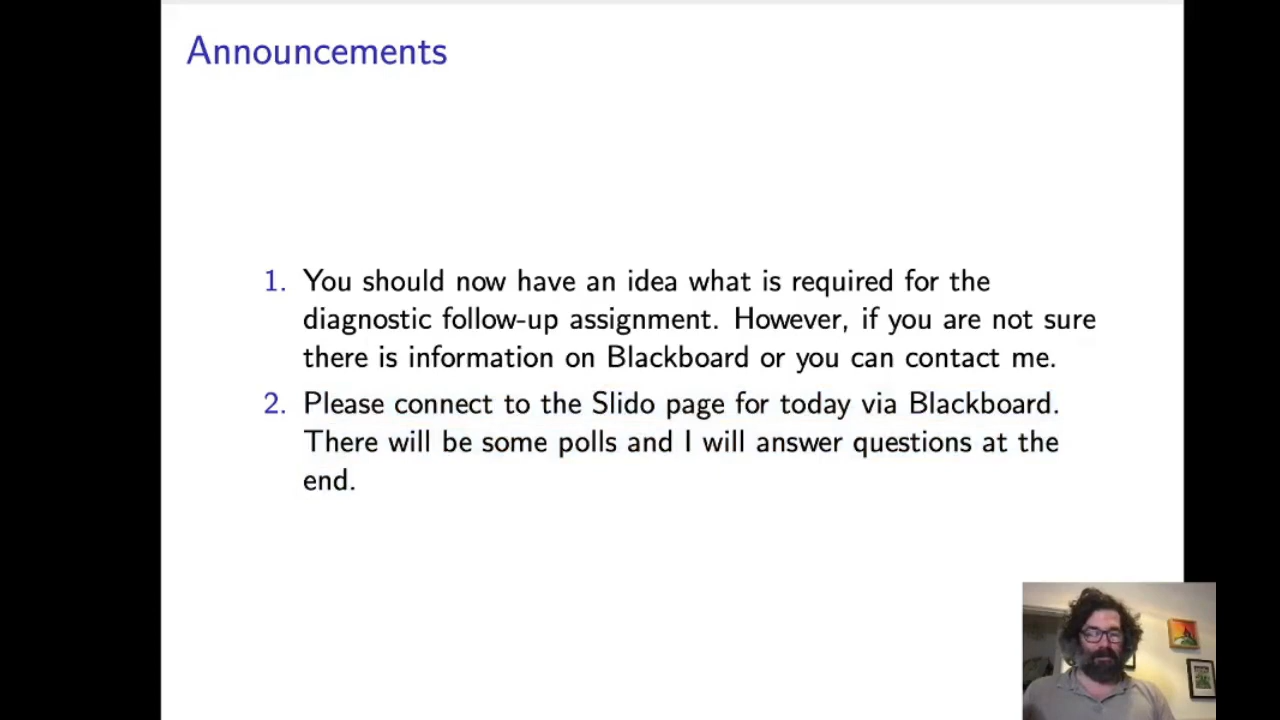 Announcements
1. You should now have an idea what is required for the
diagnostic follow-up assignment. However, if you are not sure
there is information on Blackboard or you can contact me.
2. Please connect to the Slido page for today via Blackboard.
There will be some polls and I will answer questions at the
end.